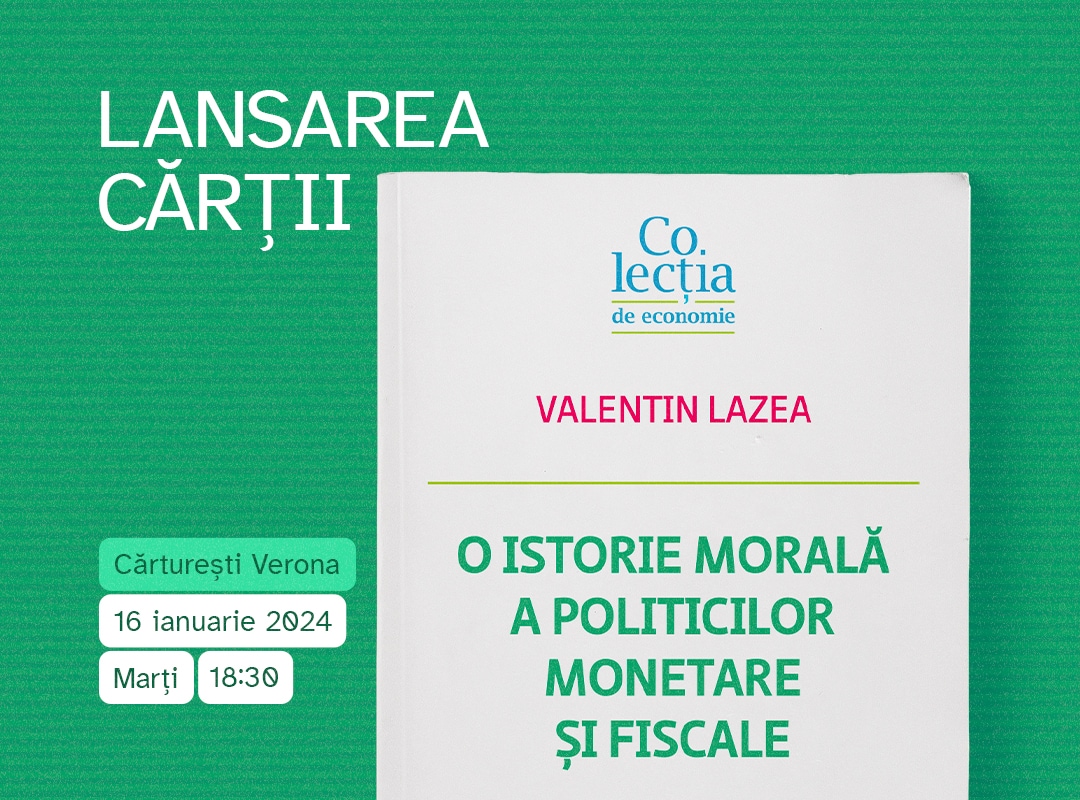 LANSAREA
CĂRȚII
Co.
lecția
de economie
VALENTIN LAZEA
O ISTORIE MORALĂ
A POLITICILOR
MONETARE
ȘI FISCALE
Cărturești Verona
16 ianuarie 2024
Marți 18:30